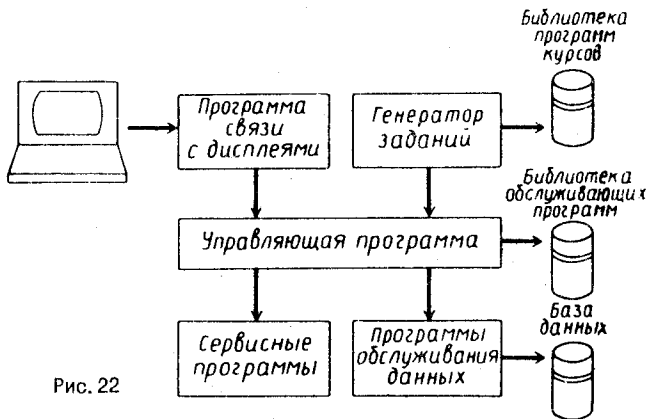 Библиотека
программ
курсов
Программа
связи
с дисплеями
Генератор
заданий
Библиотека
обслуживающих
программ
Управляющая программа
База
данных
Сервисные
программы
Программы
обслуживания
данных
Рис. 22